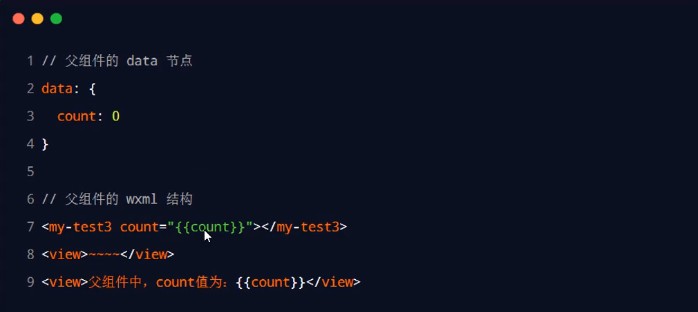 1 // 父组件的 data 节点
2 data: {
3   count: 0
4 }
5
6 // 父组件的 wxml 结构
7 <my-test3 count="{{count}}"></my-test3>
8 <view>~~~~</view>
9 <view>父组件中，count值为：{{count}}</view>